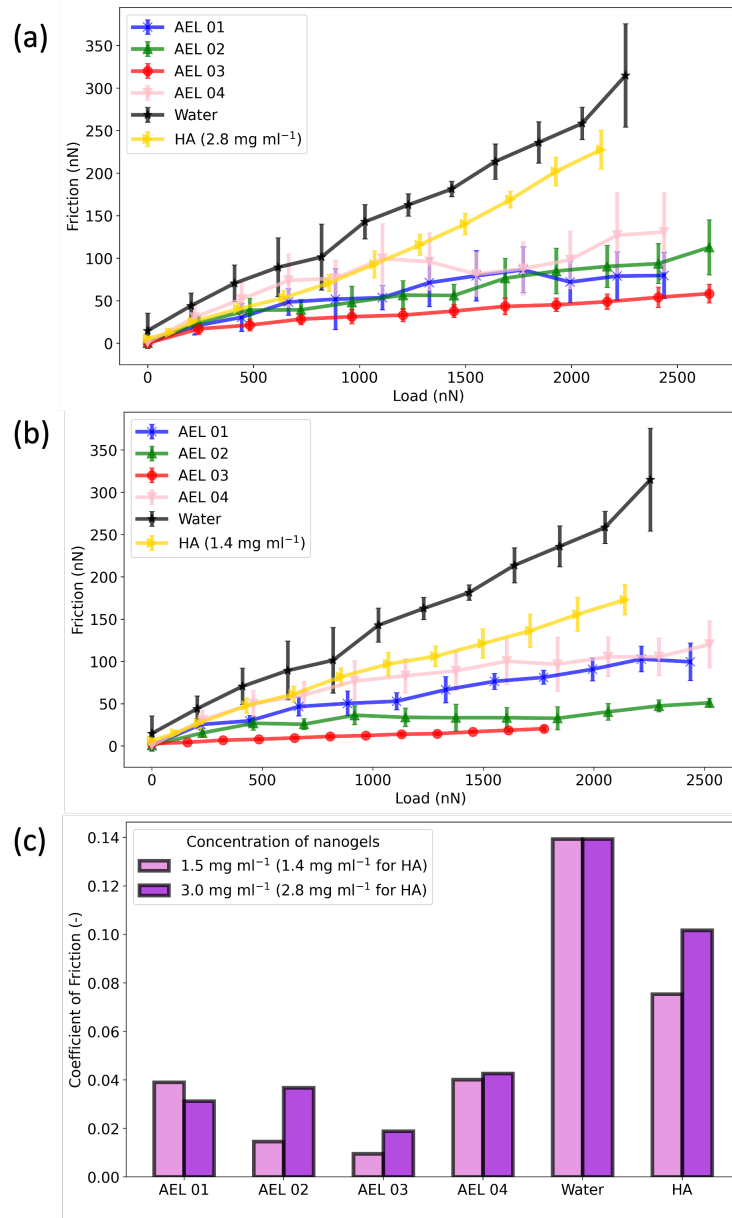 (a)
AEL 01
AEL 02
AEL 03
AEL 04
Water
HA (2.8 mg ml⁻¹)
350
300
250
200
150
100
50
0
Friction (nN)
0 500 1000 1500 2000 2500
Load (nN)
(b)
AEL 01
AEL 02
AEL 03
AEL 04
Water
HA (1.4 mg ml⁻¹)
350
300
250
200
150
100
50
0
Friction (nN)
0 500 1000 1500 2000 2500
Load (nN)
(c)
Concentration of nanogels
1.5 mg ml⁻¹ (1.4 mg ml⁻¹ for HA)
3.0 mg ml⁻¹ (2.8 mg ml⁻¹ for HA)
0.14
0.12
0.10
0.08
0.06
0.04
0.02
0.00
Coefficient of Friction (-)
AEL 01 AEL 02 AEL 03 AEL 04 Water HA